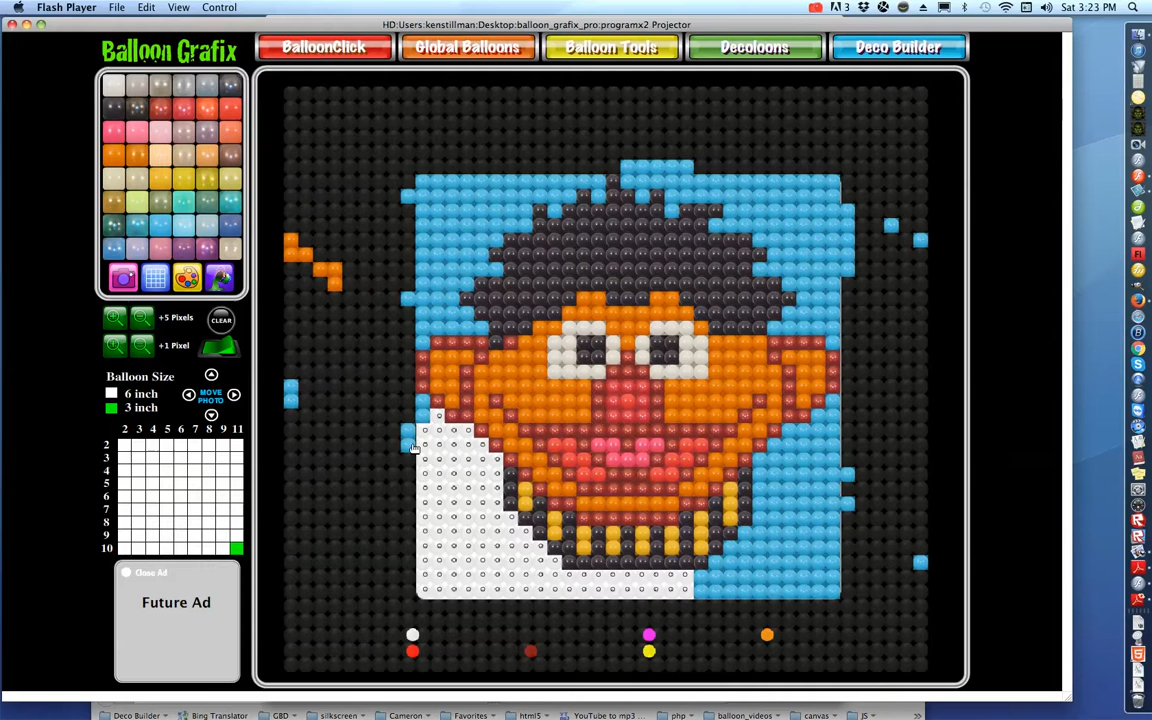 Flash Player File Edit View Control
3 Sat 3:23 PM
HD:Users:kenstillman:Desktop:balloon_grafix_pro:programx2 Projector
Balloon Grafix
BalloonClick Global Balloons Balloon Tools Decoloons Deco Builder
+5 Pixels CLEAR
+1 Pixel
Balloon Size
6 inch
3 inch
MOVE
PHOTO
2 3 4 5 6 7 8 9 11
2
3
4
5
6
7
8
9
10
Close Ad
Future Ad
Deco Builder Bing Translator GBD silkscreen Cameron Favorites html5 YouTube to mp3 ... php balloon_videos canvas JS